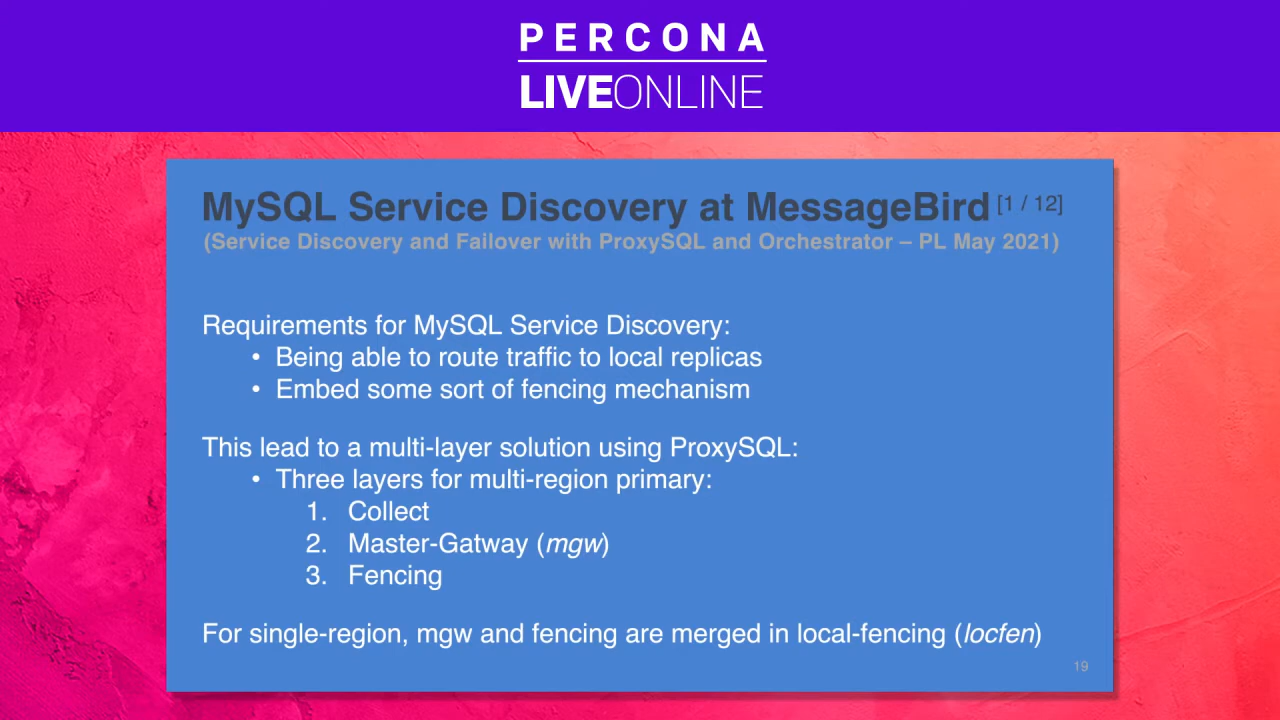 PERCONA
LIVEONLINE
MySQL Service Discovery at MessageBird [1 / 12]
(Service Discovery and Failover with ProxySQL and Orchestrator – PL May 2021)
Requirements for MySQL Service Discovery:
• Being able to route traffic to local replicas
• Embed some sort of fencing mechanism
This lead to a multi-layer solution using ProxySQL:
• Three layers for multi-region primary:
1. Collect
2. Master-Gatway (mgw)
3. Fencing
For single-region, mgw and fencing are merged in local-fencing (locfen)
19